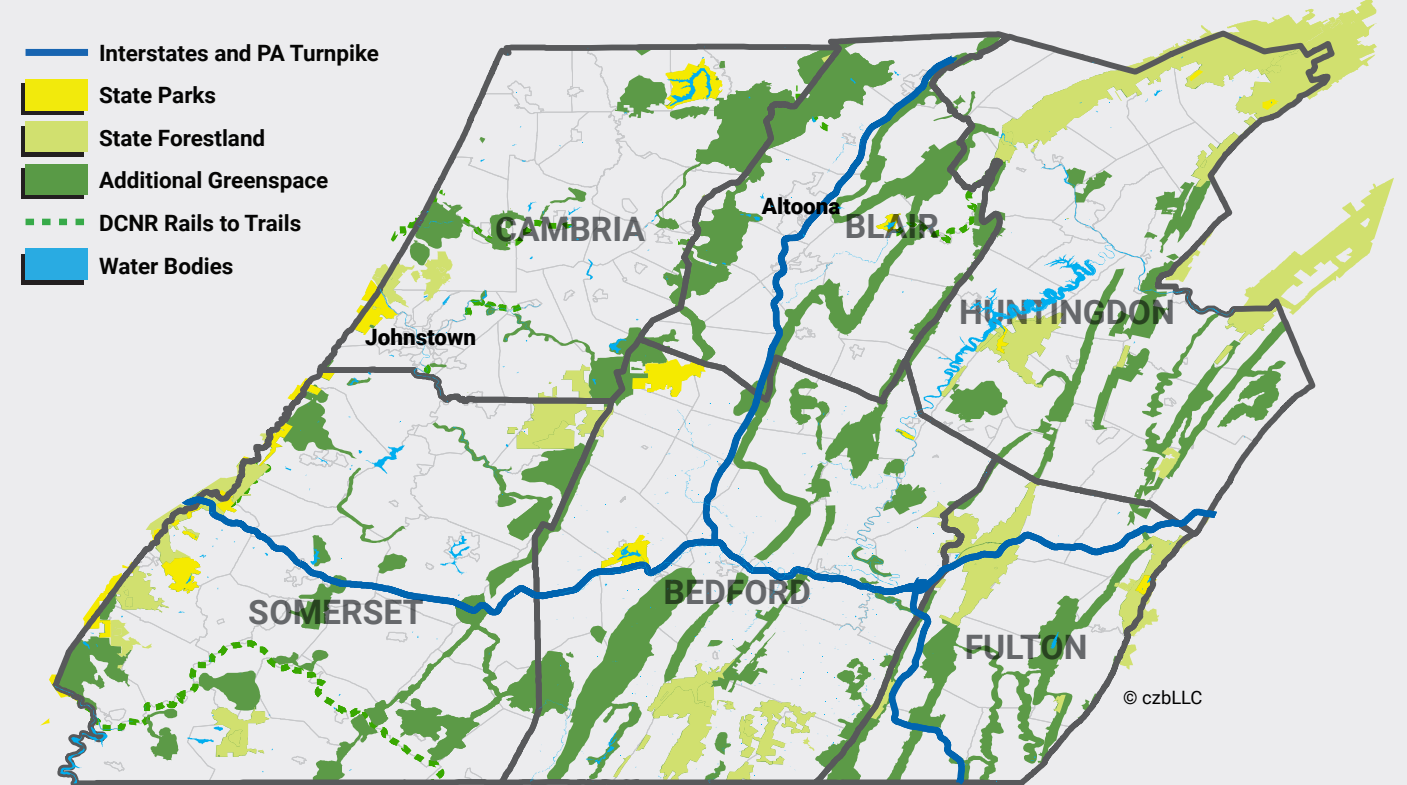 Interstates and PA Turnpike
State Parks
State Forestland
Additional Greenspace
DCNR Rails to Trails
Water Bodies
CAMBRIA
Altoona
BLAIR
HUNTINGDON
Johnstown
BEDFORD
SOMERSET
FULTON
© czbLLC